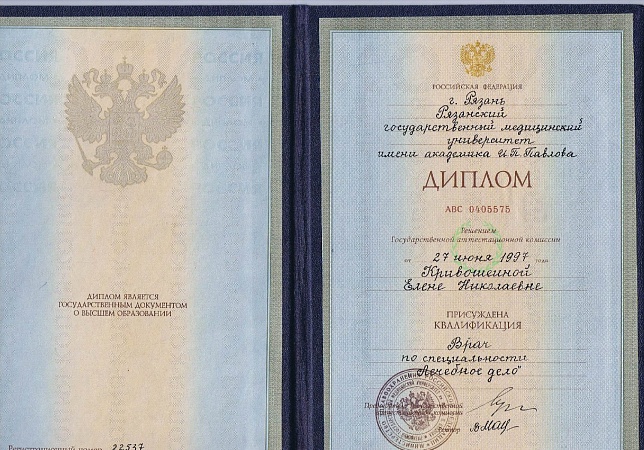 ДИПЛОМ ЯВЛЯЕТСЯ
ГОСУДАРСТВЕННЫМ ДОКУМЕНТОМ
О ВЫСШЕМ ОБРАЗОВАНИИ
Регистрационный номер 22537
РОССИЙСКАЯ ФЕДЕРАЦИЯ
г. Рязань
Рязанский
государственный медицинский
университет
имени академика И.П. Павлова
ДИПЛОМ
АВС 0405575
Решением
Государственной аттестационной комиссии
от 27 июня 1997 года
Кривошеиной
Елене Николаевне
ПРИСУЖДЕНА
КВАЛИФИКАЦИЯ
Врач
по специальности
"Лечебное дело"
Ректор